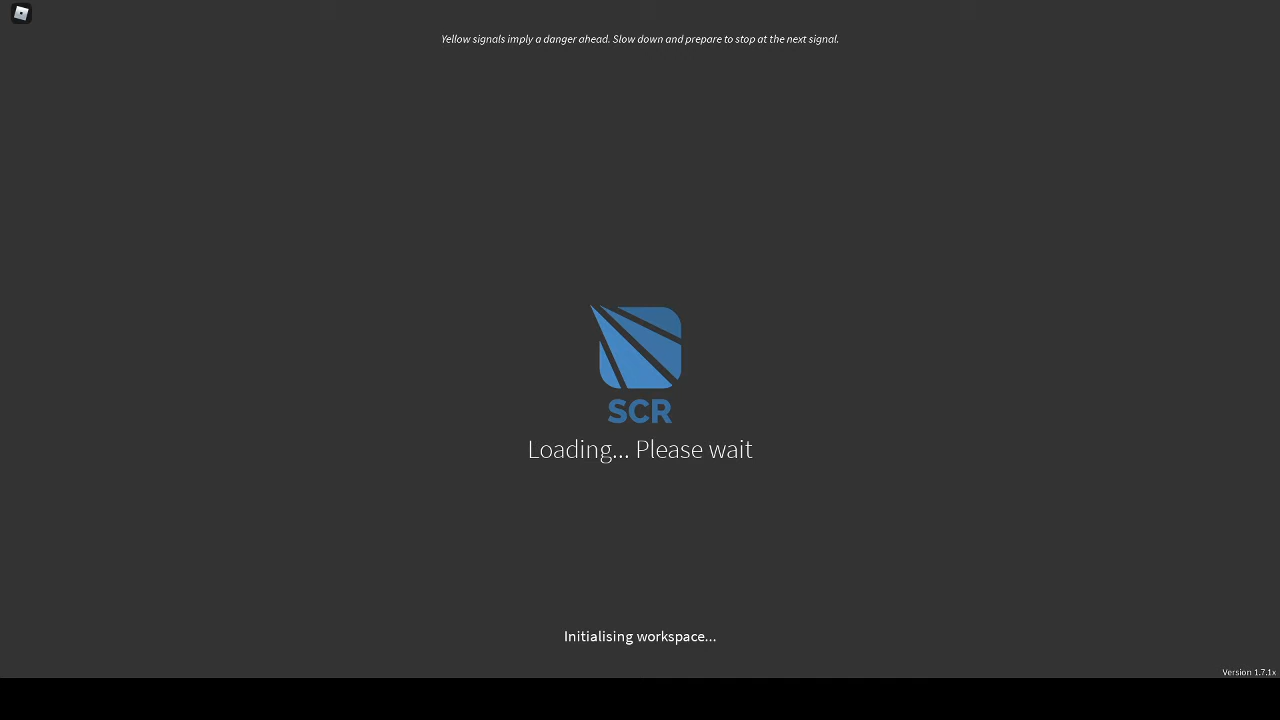 Yellow signals imply a danger ahead. Slow down and prepare to stop at the next signal.
SCR
Loading... Please wait
Initialising workspace...
Version 1.7.1x